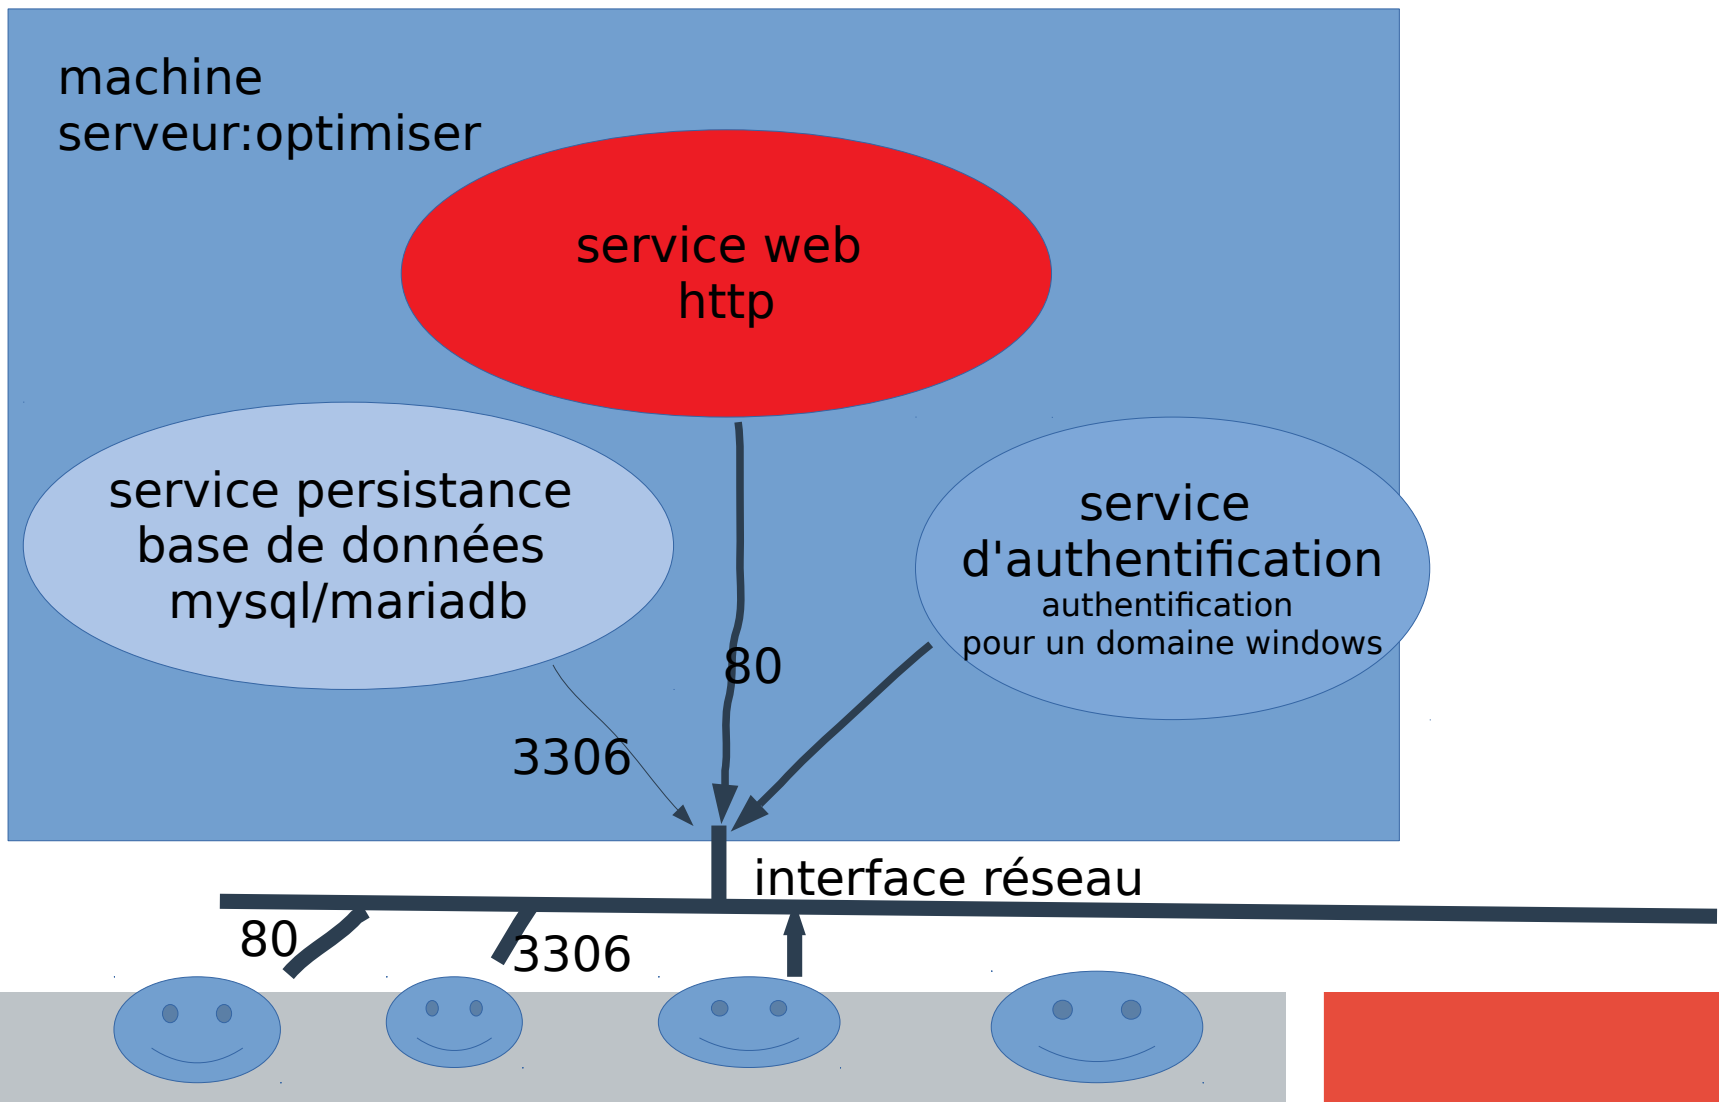 machine
serveur:optimiser
service web
http
service persistance
base de données
mysql/mariadb
service
d'authentification
authentification
pour un domaine windows
80
3306
interface réseau
80
3306